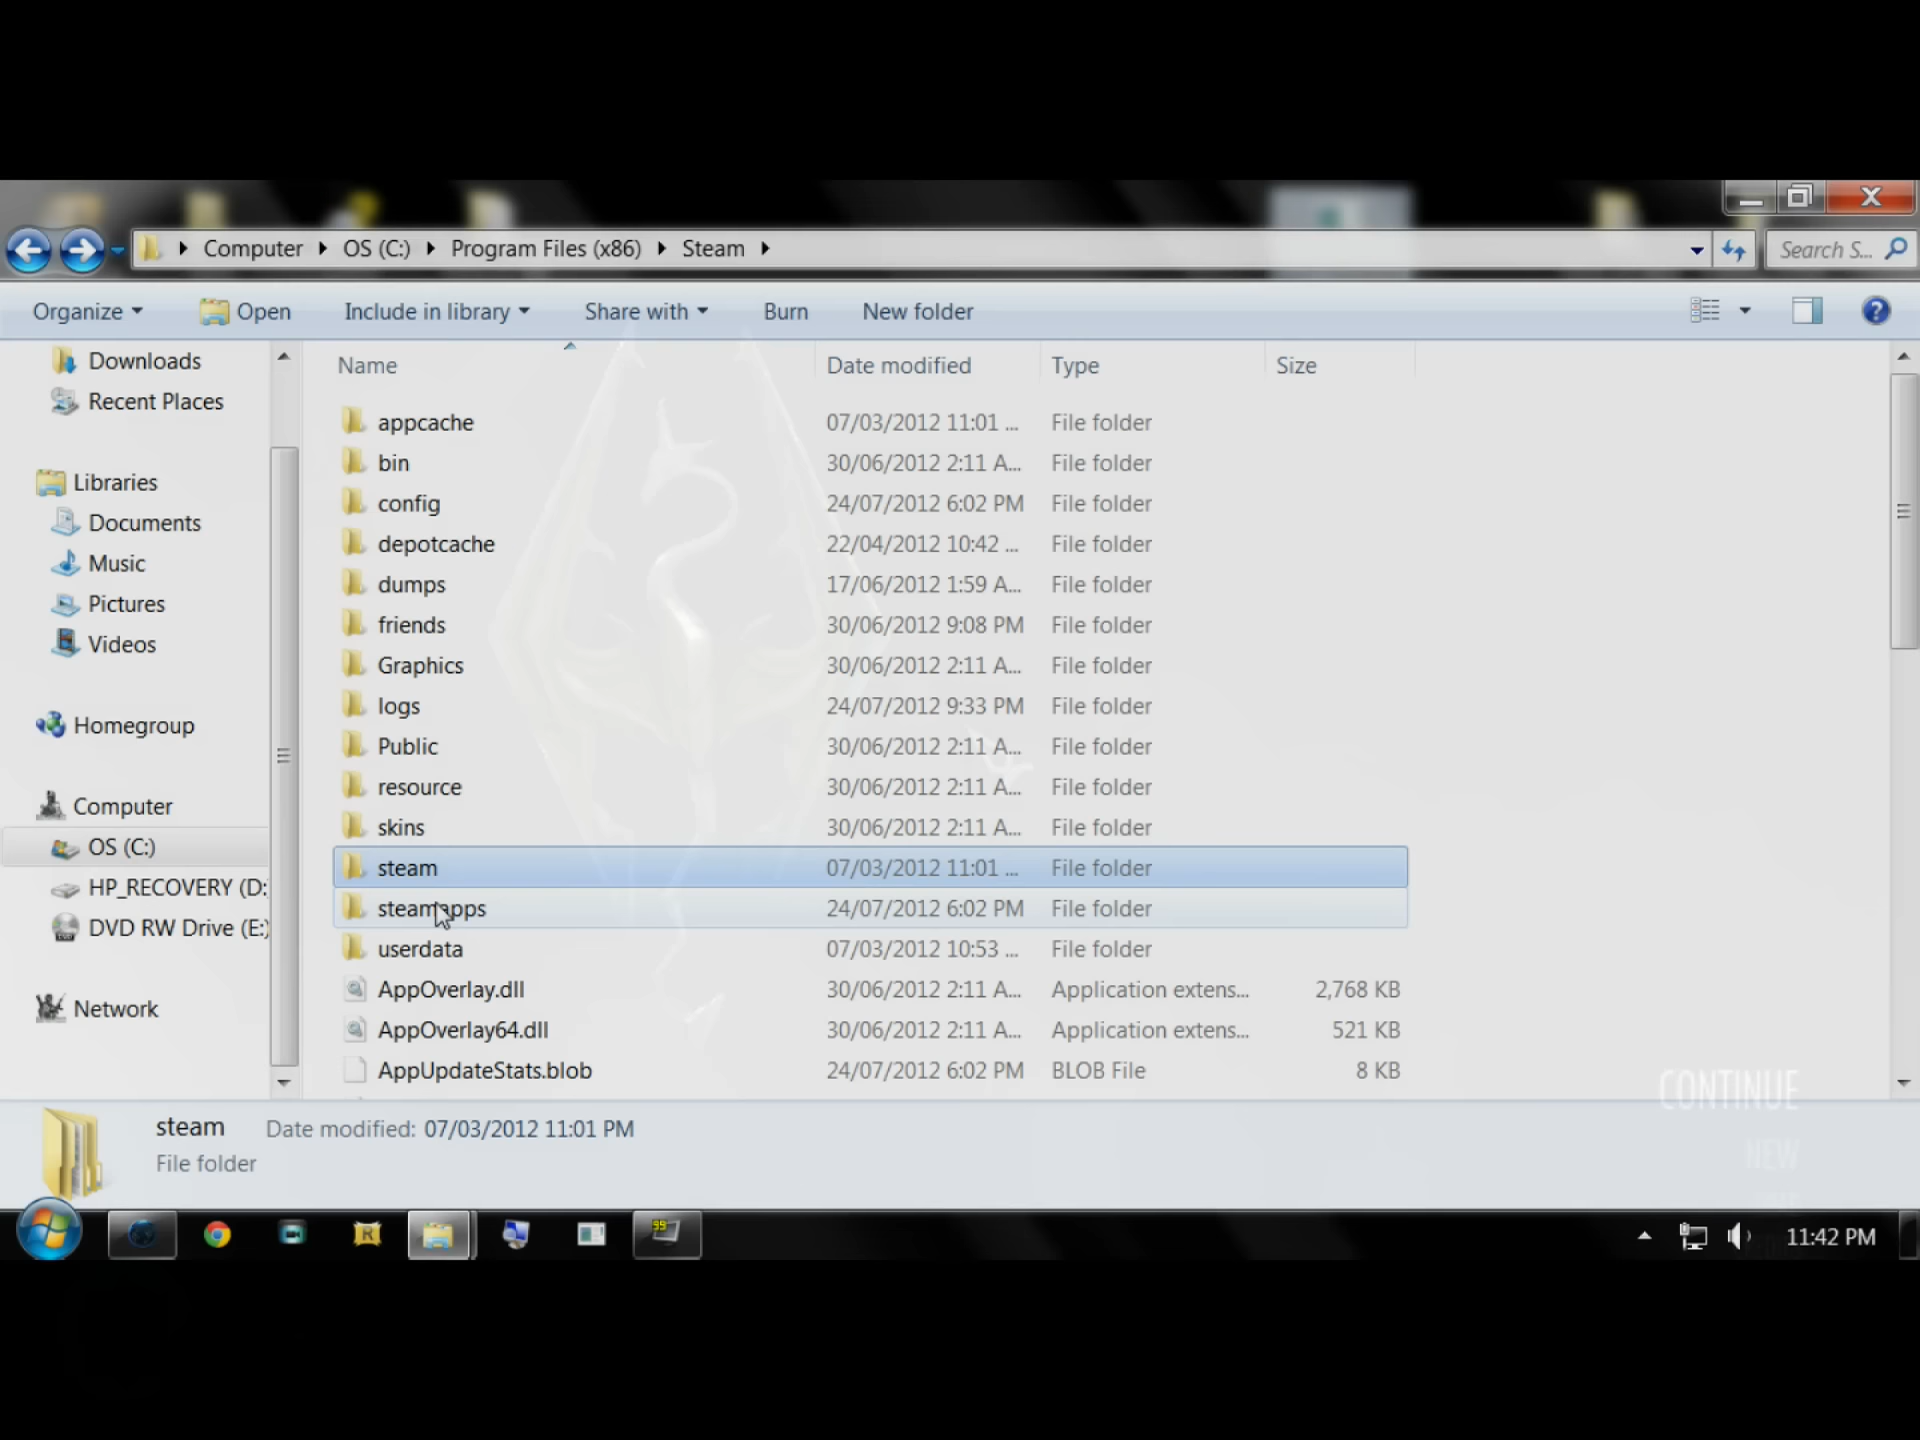 Computer OS (C:) Program Files (x86) Steam Search S...
Organize Open Include in library Share with Burn New folder
Downloads
Recent Places
Libraries
Documents
Music
Pictures
Videos
Homegroup
Computer
OS (C:)
HP_RECOVERY (D:
DVD RW Drive (E:)
Network
Name Date modified Type Size
appcache 07/03/2012 11:01 ... File folder
bin 30/06/2012 2:11 A... File folder
config 24/07/2012 6:02 PM File folder
depotcache 22/04/2012 10:42 ... File folder
dumps 17/06/2012 1:59 A... File folder
friends 30/06/2012 9:08 PM File folder
Graphics 30/06/2012 2:11 A... File folder
logs 24/07/2012 9:33 PM File folder
Public 30/06/2012 2:11 A... File folder
resource 30/06/2012 2:11 A... File folder
skins 30/06/2012 2:11 A... File folder
steam 07/03/2012 11:01 ... File folder
steamapps 24/07/2012 6:02 PM File folder
userdata 07/03/2012 10:53 ... File folder
AppOverlay.dll 30/06/2012 2:11 A... Application extens... 2,768 KB
AppOverlay64.dll 30/06/2012 2:11 A... Application extens... 521 KB
AppUpdateStats.blob 24/07/2012 6:02 PM BLOB File 8 KB
CONTINUE
NEW
steam Date modified: 07/03/2012 11:01 PM
File folder
99
11:42 PM